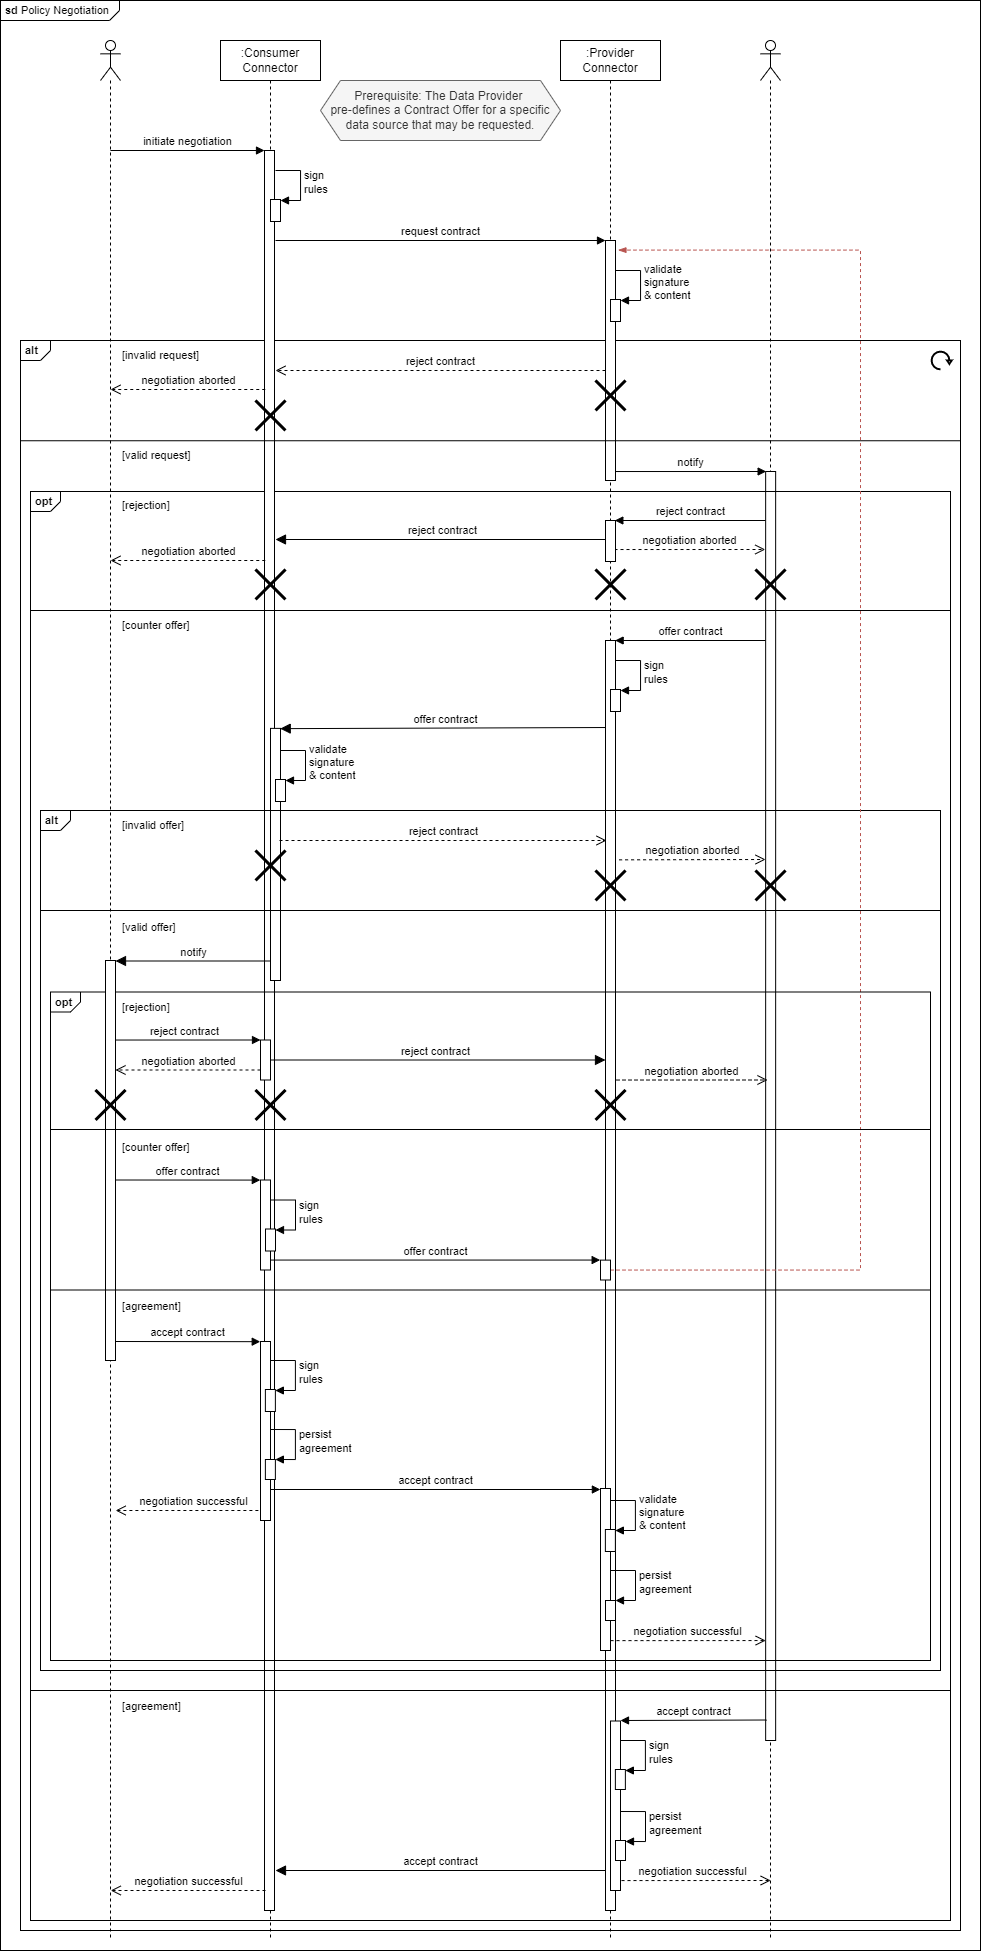 sd Policy Negotiation
:Consumer
Connector
:Provider
Connector
Prerequisite: The Data Provider
pre-defines a Contract Offer for a specific
data source that may be requested.
initiate negotiation
sign
rules
request contract
validate
signature
& content
alt
[invalid request]
reject contract
negotiation aborted
[valid request]
notify
opt
[rejection]
reject contract
reject contract
negotiation aborted
negotiation aborted
[counter offer]
offer contract
sign
rules
offer contract
validate
signature
& content
alt
[invalid offer]
reject contract
negotiation aborted
[valid offer]
notify
opt
[rejection]
reject contract
reject contract
negotiation aborted
negotiation aborted
[counter offer]
offer contract
sign
rules
offer contract
[agreement]
accept contract
sign
rules
persist
agreement
accept contract
negotiation successful
validate
signature
& content
persist
agreement
negotiation successful
[agreement]
accept contract
sign
rules
persist
agreement
accept contract
negotiation successful
negotiation successful